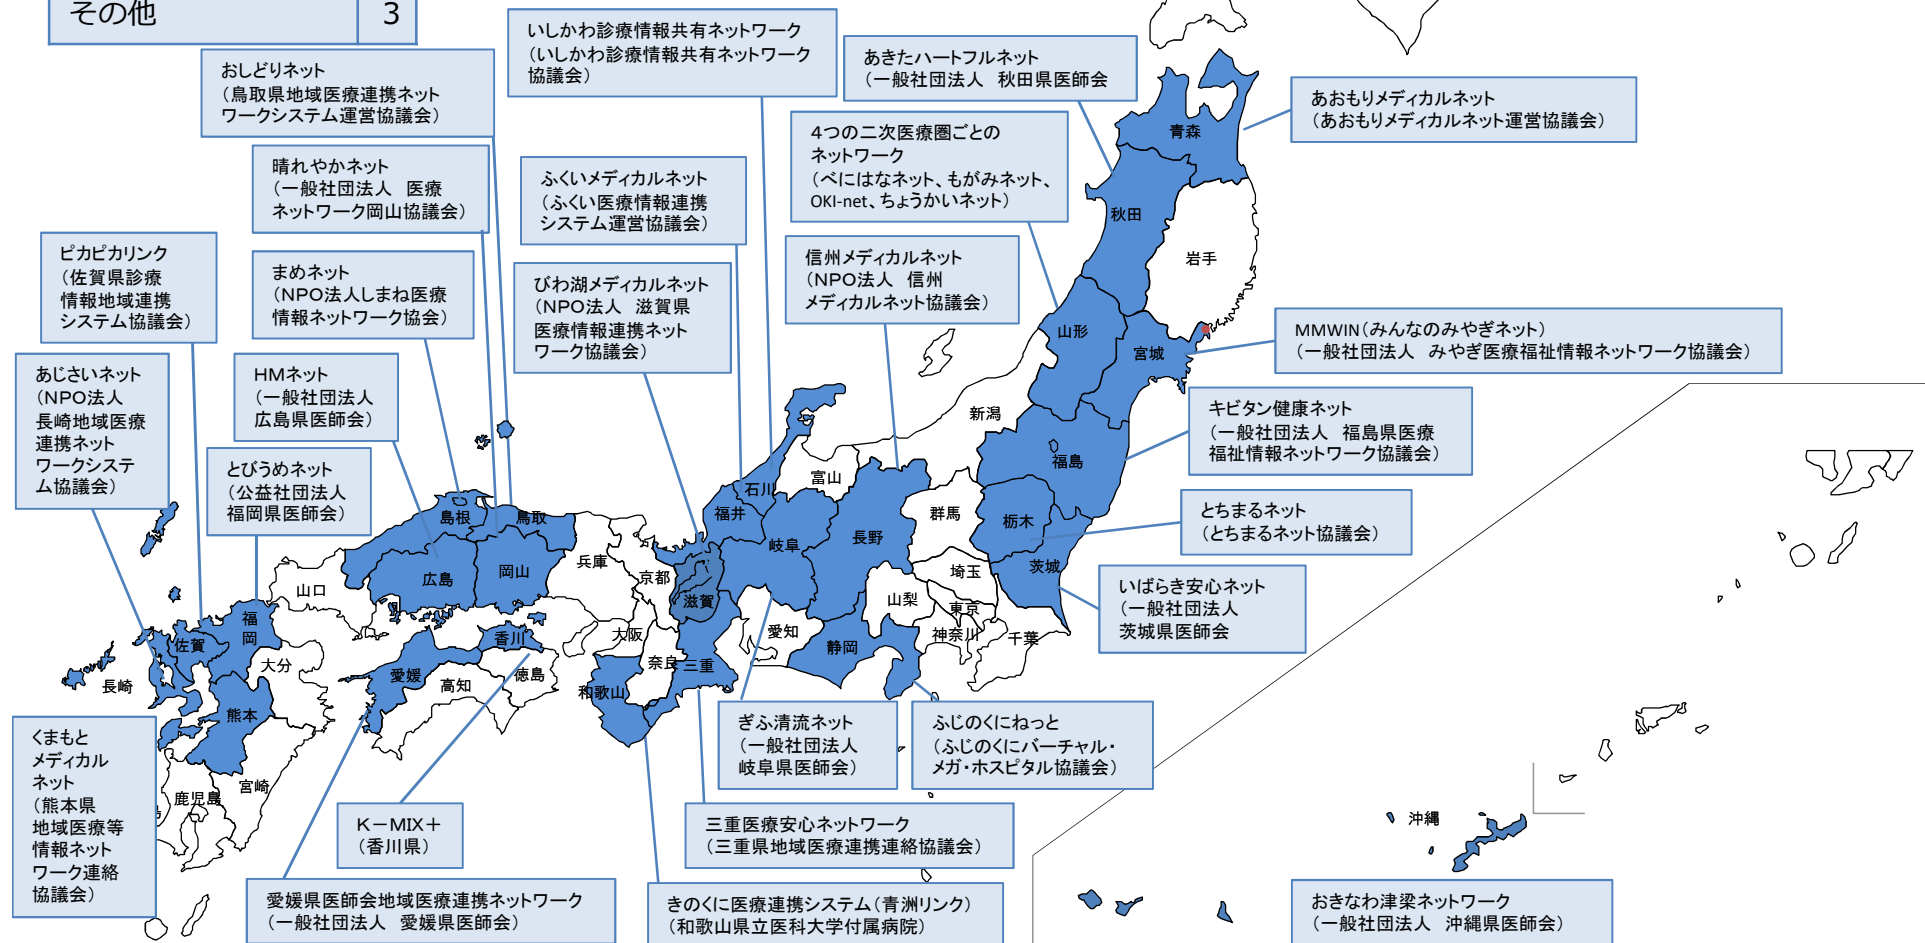 その他 3
いしかわ診療情報共有ネットワーク
（いしかわ診療情報共有ネットワーク
協議会）
おしどりネット
（鳥取県地域医療連携ネット
ワークシステム運営協議会）
あきたハートフルネット
（一般社団法人　秋田県医師会
あおもりメディカルネット
（あおもりメディカルネット運営協議会）
4つの二次医療圏ごとの
ネットワーク
（べにはなネット、もがみネット、
OKI-net、ちょうかいネット）
晴れやかネット
（一般社団法人　医療
ネットワーク岡山協議会）
ふくいメディカルネット
（ふくい医療情報連携
システム運営協議会）
信州メディカルネット
（NPO法人　信州
メディカルネット協議会）
ピカピカリンク
（佐賀県診療
情報地域連携
システム協議会）
まめネット
（NPO法人しまね医療
情報ネットワーク協会）
びわ湖メディカルネット
（NPO法人　滋賀県
医療情報連携ネット
ワーク協議会）
MMWIN（みんなのみやぎネット）
（一般社団法人　みやぎ医療福祉情報ネットワーク協議会）
あじさいネット
（NPO法人
長崎地域医療
連携ネット
ワークシステ
ム協議会）
HMネット
（一般社団法人
広島県医師会）
キビタン健康ネット
（一般社団法人　福島県医療
福祉情報ネットワーク協議会）
とびうめネット
（公益社団法人
福岡県医師会）
とちまるネット
（とちまるネット協議会）
いばらき安心ネット
（一般社団法人
茨城県医師会
くまもと
メディカル
ネット
（熊本県
地域医療等
情報ネット
ワーク連絡
協議会）
ぎふ清流ネット
（一般社団法人
岐阜県医師会）
ふじのくにねっと
（ふじのくにバーチャル・
メガ・ホスピタル協議会）
K－MIX＋
（香川県）
三重医療安心ネットワーク
（三重県地域医療連携連絡協議会）
愛媛県医師会地域医療連携ネットワーク
（一般社団法人　愛媛県医師会）
きのくに医療連携システム（青洲リンク）
（和歌山県立医科大学付属病院）
おきなわ津梁ネットワーク
（一般社団法人　沖縄県医師会）
青森
秋田
岩手
山形
宮城
新潟
福島
富山
石川
福井
群馬
栃木
長野
岐阜
茨城
埼玉
山梨
東京
神奈川
千葉
静岡
愛知
滋賀
三重
京都
兵庫
大阪
奈良
和歌山
鳥取
島根
岡山
広島
山口
香川
徳島
愛媛
高知
福
岡
佐賀
長崎
大分
熊本
宮崎
鹿児島
沖縄